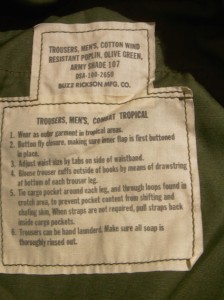 TROUSERS, MEN'S, COTTON WIND
RESISTANT POPLIN, OLIVE GREEN,
ARMY SHADE 107
DSA-100-2650
BUZZ RICKSON MFG. CO.
TROUSERS, MEN'S, COMBAT TROPICAL
1. Wear as outer garment in tropical areas.
2. Button fly closure, making sure inner flap is first buttoned
in place.
3. Adjust waist size by tabs on side of waistband.
4. Blouse trouser cuffs outside of boots by means of drawstring
at bottom of each trouser leg.
5. Tie cargo pocket around each leg, and through loops found in
crotch area, to prevent pocket content from shifting and
chafing skin, When straps are not required, pull straps back
inside cargo pockets.
6. Trousers can be hand laundered. Make sure all soap is
thoroughly rinsed out.